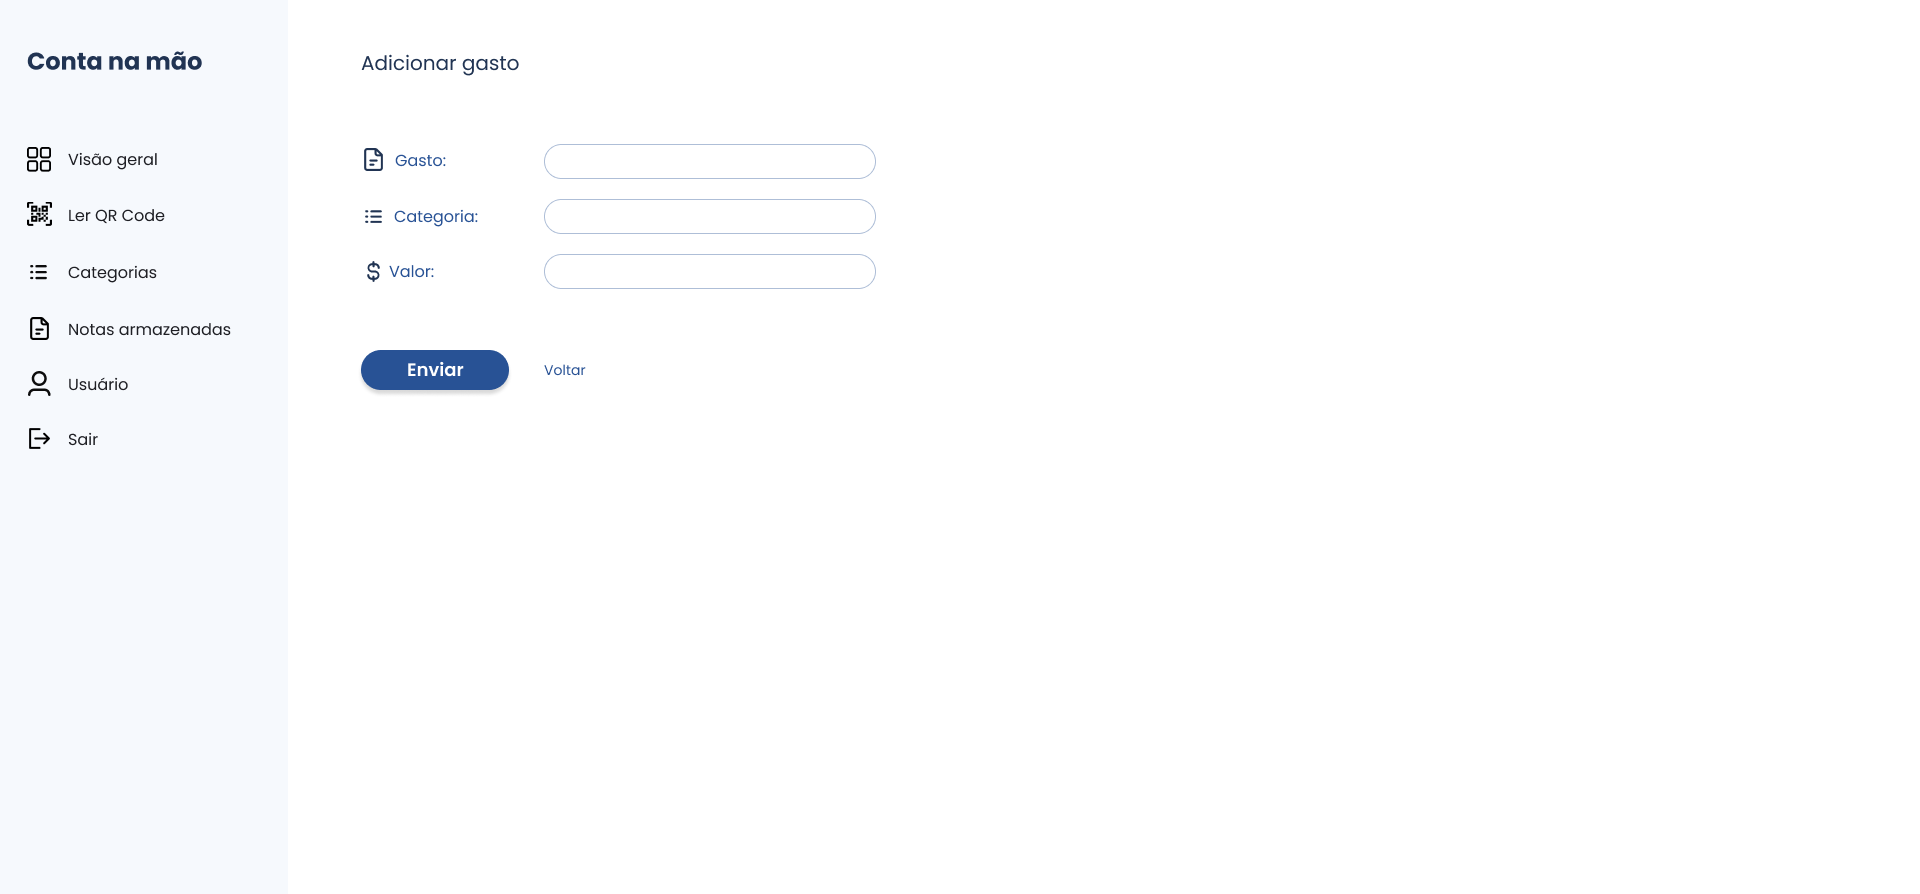 Conta na mão
Visão geral
Ler QR Code
Categorias
Notas armazenadas
Usuário
Sair
Adicionar gasto
Gasto:
Categoria:
Valor:
Enviar
Voltar